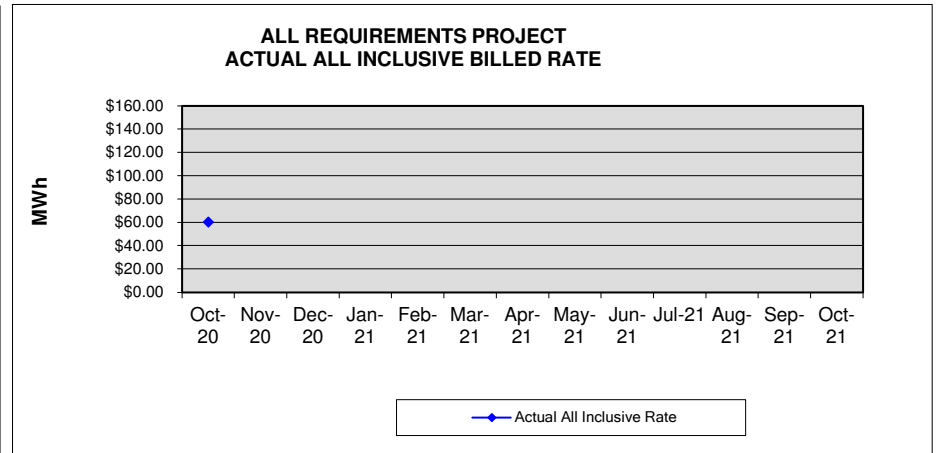 ALL REQUIREMENTS PROJECT
ACTUAL ALL INCLUSIVE BILLED RATE
MWh
$160.00
$140.00
$120.00
$100.00
$80.00
$60.00
$40.00
$20.00
$0.00
Oct- Nov- Dec- Jan- Feb- Mar- Apr- May- Jun- Jul-21 Aug- Sep- Oct-
20 20 20 21 21 21 21 21 21 21 21 21
Actual All Inclusive Rate